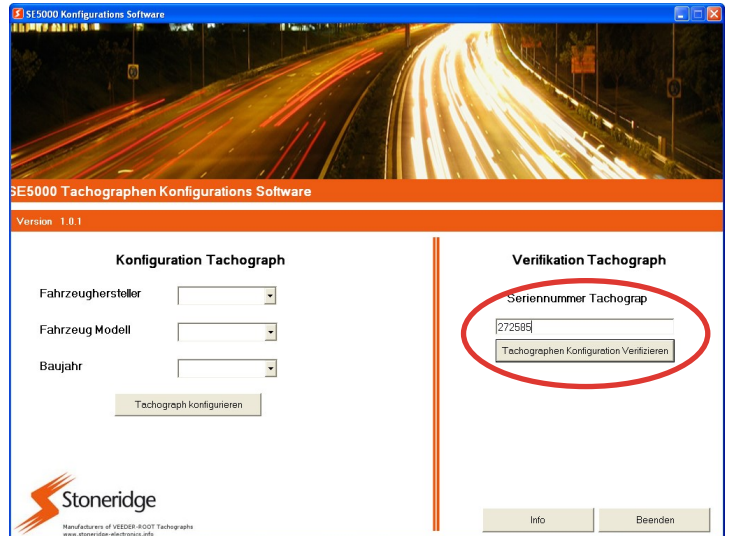 SE5000 Konfigurations Software
SE5000 Tachographen Konfigurations Software
Version 1.0.1
Konfiguration Tachograph
Fahrzeughersteller
Fahrzeug Modell
Baujahr
Tachograph konfigurieren
Verifikation Tachograph
Seriennummer Tachograp
272585
Tachographen Konfiguration Verifizieren
Stoneridge
Manufacturers of VEEDER-ROOT Tachographs
www.stoneridge-electronics.info
Info
Beenden